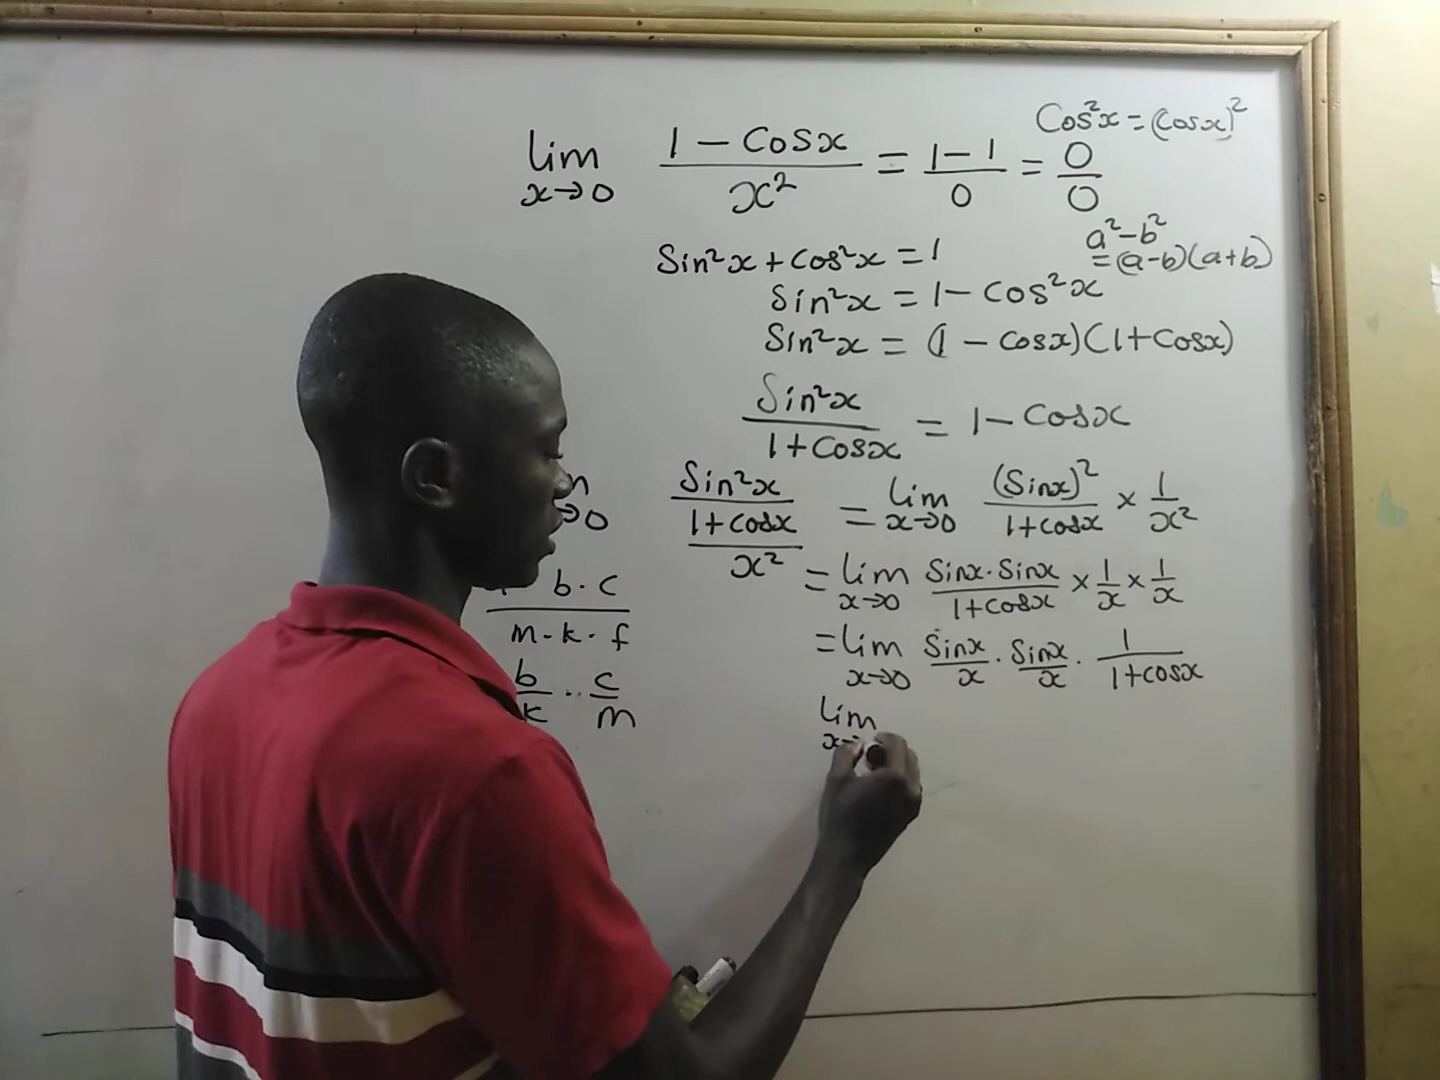 Cos²x = (Cosx)²
lim x→0 (1 - Cosx)/x² = (1 - 1)/0 = 0/0
a² - b²
= (a-b)(a+b)
Sin²x + Cos²x = 1
Sin²x = 1 - Cos²x
Sin²x = (1 - Cosx)(1 + Cosx)
Sin²x/(1 + Cosx) = 1 - Cosx
(Sin²x/(1 + Cosx))/x² = lim x→0 (Sinx)²/(1 + Cosx) × 1/x²
= lim x→0 (Sinx · Sinx)/(1 + Cosx) × 1/x × 1/x
= lim x→0 Sinx/x · Sinx/x · 1/(1 + Cosx)
lim
b · c
m · k · f
b/k ·· c/m